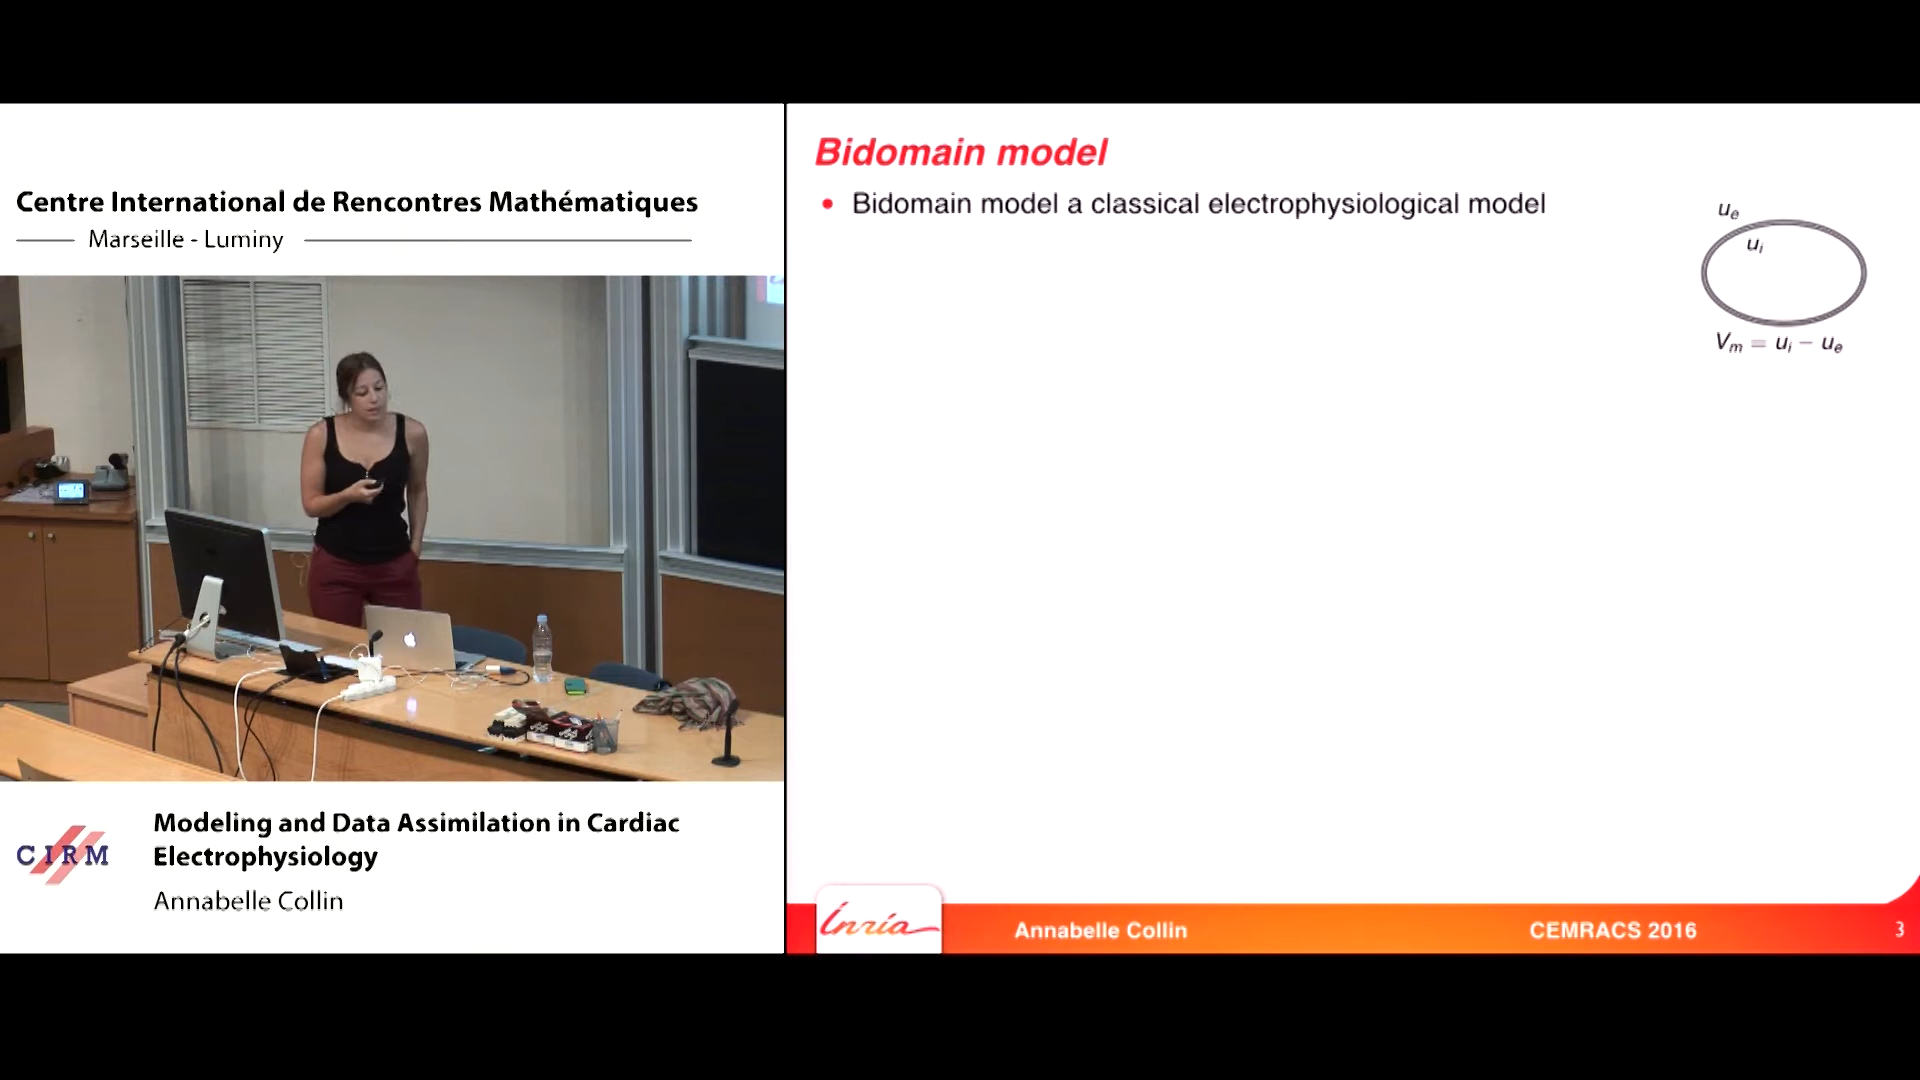 Centre International de Rencontres Mathématiques
Marseille - Luminy
CIRM
Modeling and Data Assimilation in Cardiac
Electrophysiology
Annabelle Collin
Bidomain model
• Bidomain model a classical electrophysiological model
uₑ
uᵢ
Vₘ = uᵢ − uₑ
Inria
Annabelle Collin
CEMRACS 2016
3